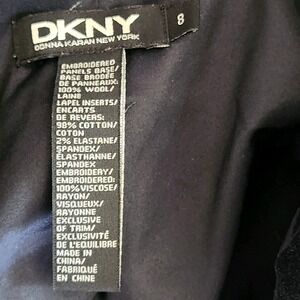 DKNY
DONNA KARAN NEW YORK
8
EMBROIDERED
PANELS BASE/
BASE BRODÉE
DE PANNEAUX:
100% WOOL/
LAINE
LAPEL INSERTS/
ENCARTS
DE REVERS:
98% COTTON/
COTON
2% ELASTANE/
SPANDEX/
ÉLASTHANNE/
SPANDEX
EMBROIDERY/
EMBROIDERED:
100% VISCOSE/
RAYON/
VISQUEUX/
RAYONNE
EXCLUSIVE
OF TRIM/
EXCLUSIVITÉ
DE L'EQUILIBRE
MADE IN
CHINA/
FABRIQUÉ
EN CHINE